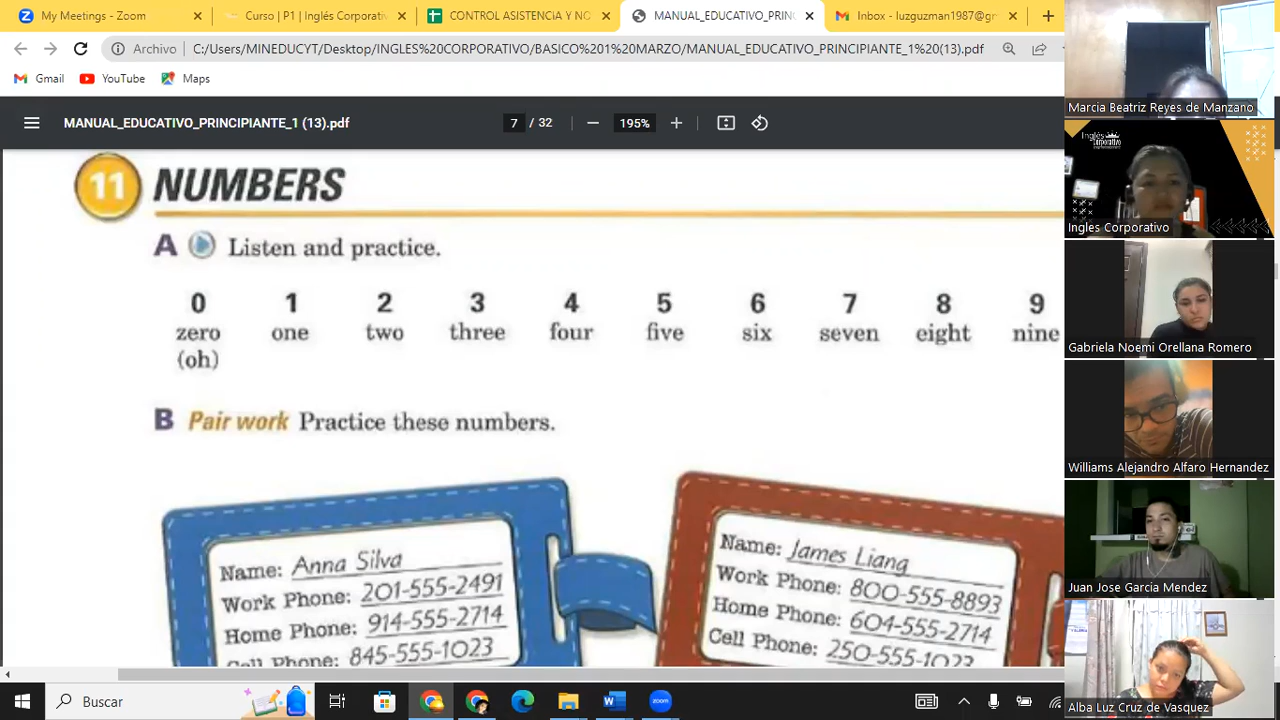 My Meetings - Zoom
Curso | P1 | Inglés Corporativ
CONTROL ASISTENCIA Y NO
MANUAL_EDUCATIVO_PRINC
Inbox - luzguzman1987@gm
Archivo
C:/Users/MINEDUCYT/Desktop/INGLES%20CORPORATIVO/BASICO%201%20MARZO/MANUAL_EDUCATIVO_PRINCIPIANTE_1%20(13).pdf
Gmail YouTube Maps
MANUAL_EDUCATIVO_PRINCIPIANTE_1 (13).pdf
7 / 32
195%
11 NUMBERS
A Listen and practice.
0 1 2 3 4 5 6 7 8 9
zero one two three four five six seven eight nine
(oh)
B Pair work Practice these numbers.
Name: Anna Silva
Work Phone: 201-555-2491
Home Phone: 914-555-2714
Cell Phone: 845-555-1023
Name: James Liang
Work Phone: 800-555-8893
Home Phone: 604-555-2714
Cell Phone: 250-555-1023
Marcia Beatriz Reyes de Manzano
Inglés
Corporativo
Ingles Corporativo
Gabriela Noemi Orellana Romero
Williams Alejandro Alfaro Hernandez
Juan Jose Garcia Mendez
Alba Luz Cruz de Vasquez
Buscar
zoom